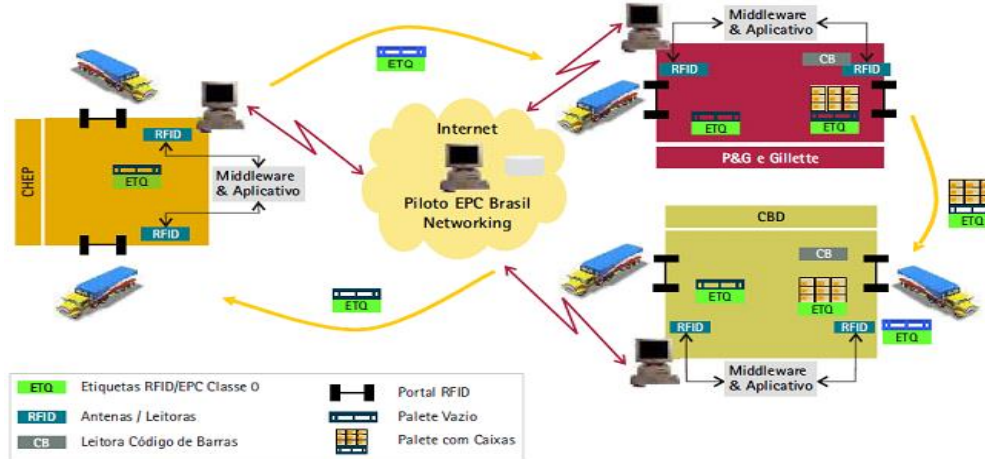 Middleware
& Aplicativo
RFID
CB
RFID
ETQ
ETQ
ETQ
P&G e Gillette
CHEP
RFID
ETQ
Middleware
& Aplicativo
RFID
Internet
Piloto EPC Brasil
Networking
ETQ
CBD
CB
ETQ
ETQ
RFID
RFID
ETQ
Middleware
& Aplicativo
ETQ
ETQ Etiquetas RFID/EPC Classe 0
RFID Antenas / Leitoras
CB Leitora Código de Barras
Portal RFID
Palete Vazio
Palete com Caixas